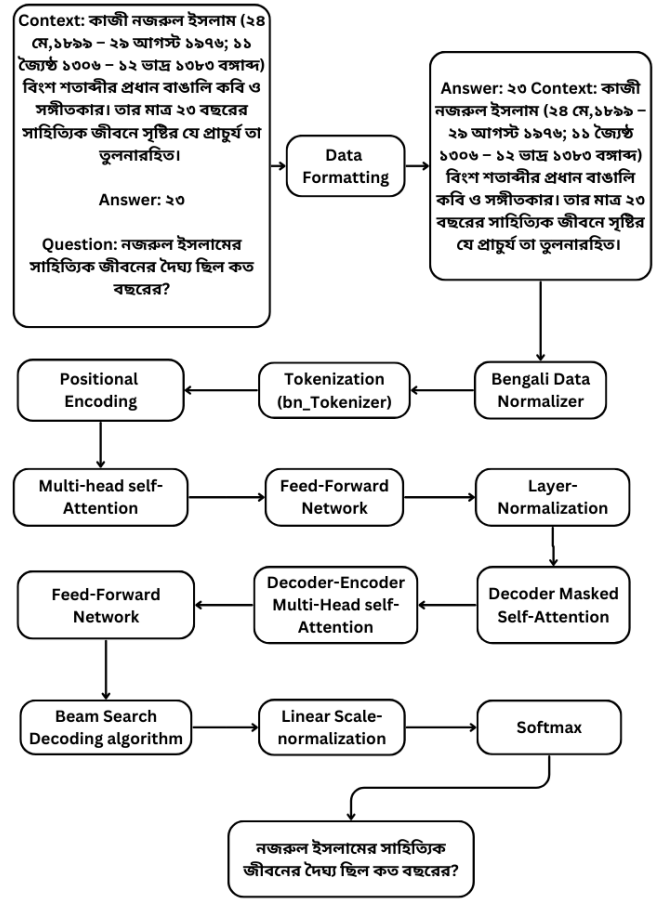 Context: কাজী নজরুল ইসলাম (২৪
মে,১৮৯৯ – ২৯ আগস্ট ১৯৭৬; ১১
জ্যৈষ্ঠ ১৩০৬ – ১২ ভাদ্র ১৩৮৩ বঙ্গাব্দ)
বিংশ শতাব্দীর প্রধান বাঙালি কবি ও
সঙ্গীতকার। তার মাত্র ২৩ বছরের
সাহিত্যিক জীবনে সৃষ্টির যে প্রাচুর্য তা
তুলনারহিত।
Answer: ২৩
Question: নজরুল ইসলামের
সাহিত্যিক জীবনের দৈঘ্য ছিল কত
বছরের?
Data
Formatting
Answer: ২৩ Context: কাজী
নজরুল ইসলাম (২৪ মে,১৮৯৯ –
২৯ আগস্ট ১৯৭৬; ১১ জ্যৈষ্ঠ
১৩০৬ – ১২ ভাদ্র ১৩৮৩ বঙ্গাব্দ)
বিংশ শতাব্দীর প্রধান বাঙালি
কবি ও সঙ্গীতকার। তার মাত্র ২৩
বছরের সাহিত্যিক জীবনে সৃষ্টির
যে প্রাচুর্য তা তুলনারহিত।
Bengali Data
Normalizer
Tokenization
(bn_Tokenizer)
Positional
Encoding
Multi-head self-
Attention
Feed-Forward
Network
Layer-
Normalization
Decoder Masked
Self-Attention
Decoder-Encoder
Multi-Head self-
Attention
Feed-Forward
Network
Beam Search
Decoding algorithm
Linear Scale-
normalization
Softmax
নজরুল ইসলামের সাহিত্যিক
জীবনের দৈঘ্য ছিল কত বছরের?